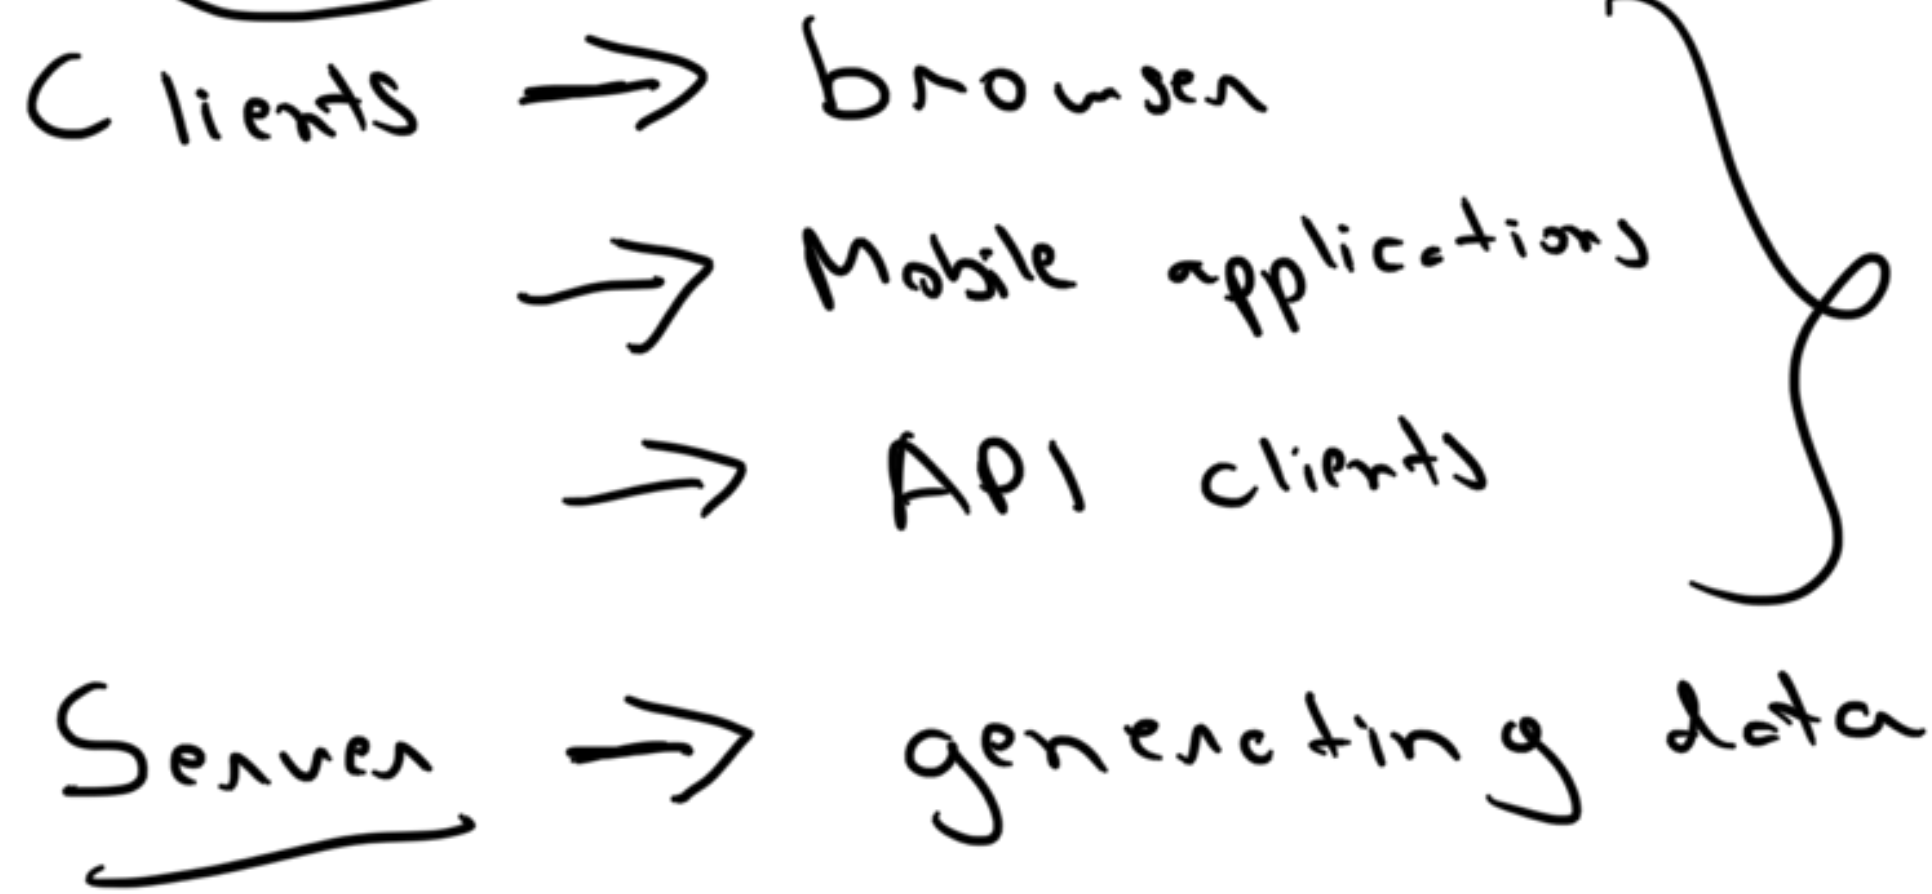 Clients → browser
→ Mobile applications
→ API clients
Server → generating data